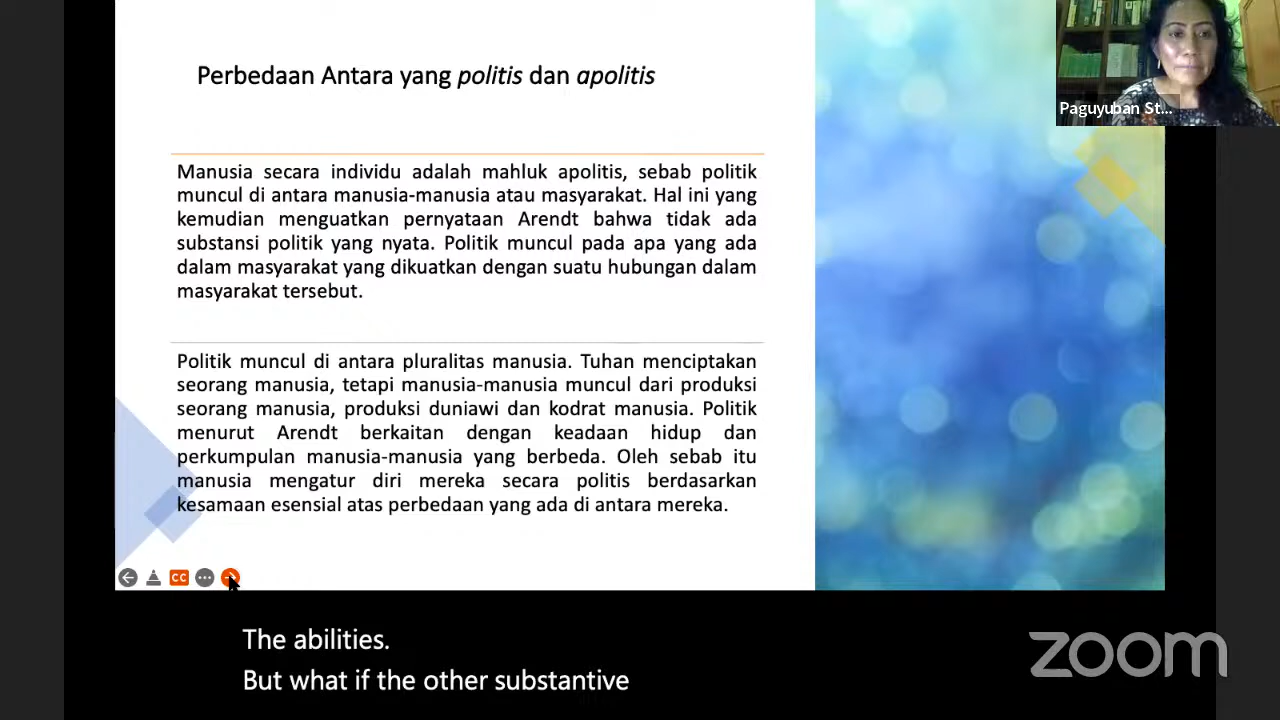 Perbedaan Antara yang politis dan apolitis
Paguyuban St...
Manusia secara individu adalah mahluk apolitis, sebab politik
muncul di antara manusia-manusia atau masyarakat. Hal ini yang
kemudian menguatkan pernyataan Arendt bahwa tidak ada
substansi politik yang nyata. Politik muncul pada apa yang ada
dalam masyarakat yang dikuatkan dengan suatu hubungan dalam
masyarakat tersebut.
Politik muncul di antara pluralitas manusia. Tuhan menciptakan
seorang manusia, tetapi manusia-manusia muncul dari produksi
seorang manusia, produksi duniawi dan kodrat manusia. Politik
menurut Arendt berkaitan dengan keadaan hidup dan
perkumpulan manusia-manusia yang berbeda. Oleh sebab itu
manusia mengatur diri mereka secara politis berdasarkan
kesamaan esensial atas perbedaan yang ada di antara mereka.
CC
The abilities.
But what if the other substantive
zoom